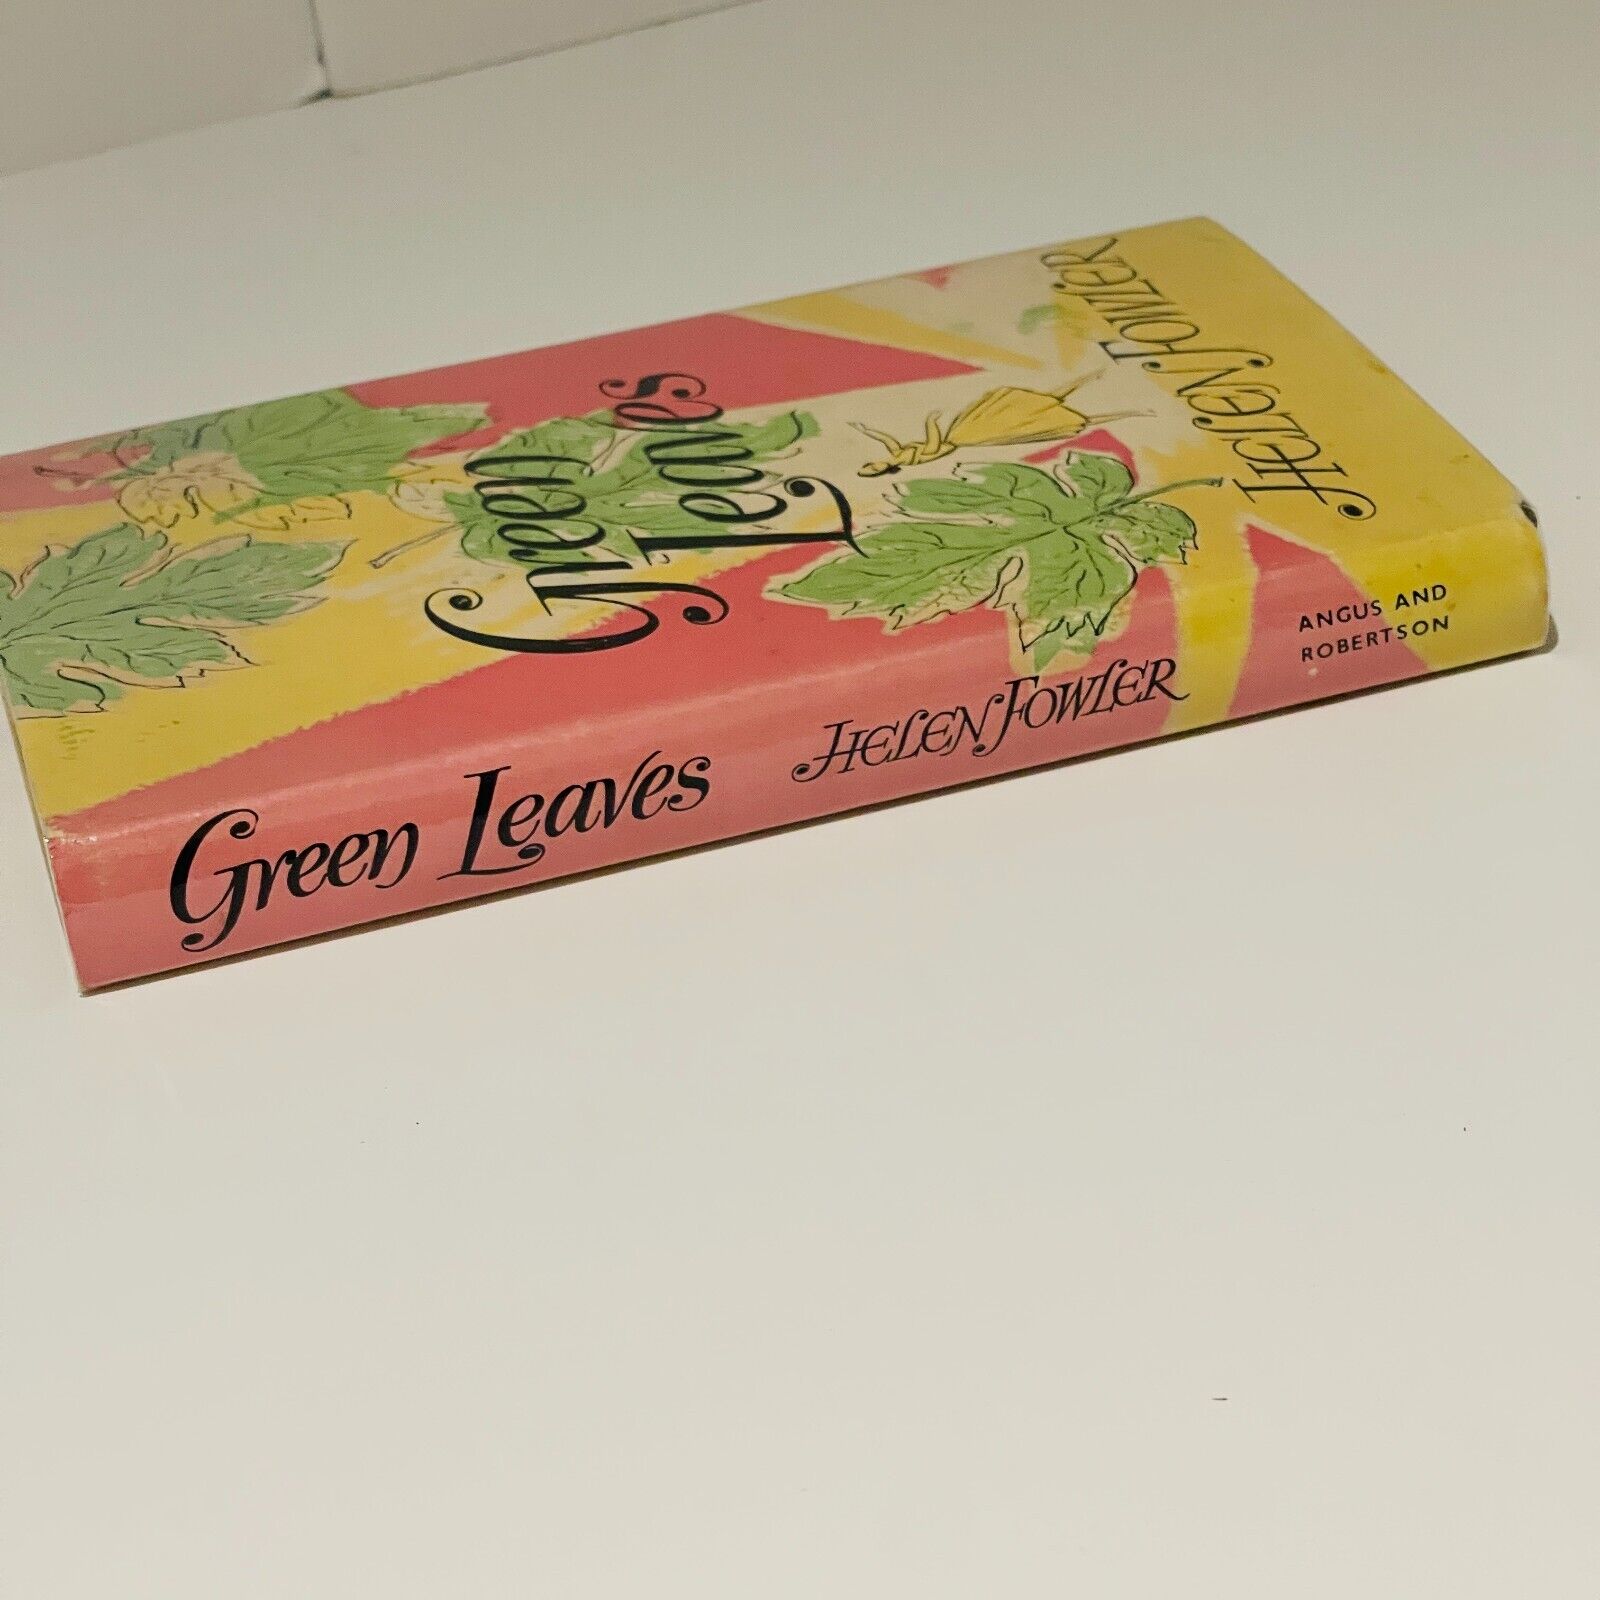 Green
Leaves
HELEN FOWLER
Green Leaves
HELEN FOWLER
ANGUS AND
ROBERTSON